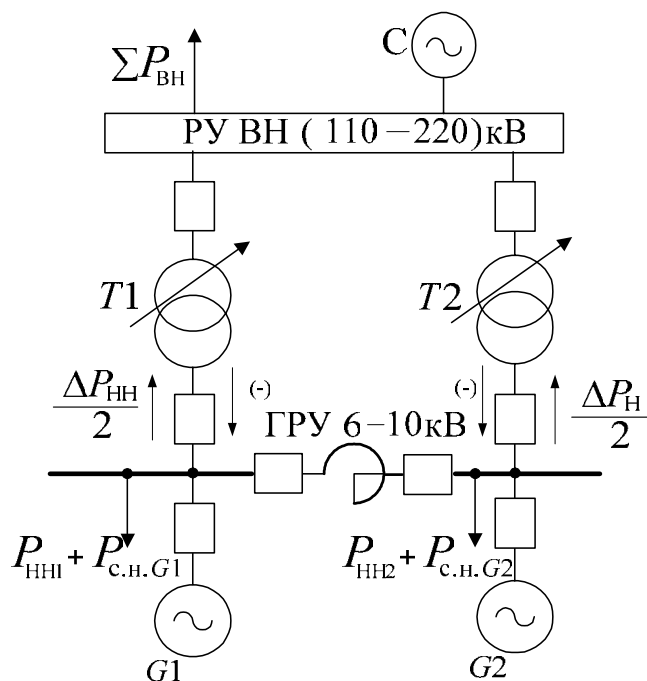 С
∑P_ВН
РУ ВН ( 110 – 220) кВ
T1
T2
ΔP_НН
2
(-)
(-)
ΔP_Н
2
ГРУ 6–10кВ
P_НН1 + P_с.н.G1
P_НН2 + P_с.н.G2
G1
G2